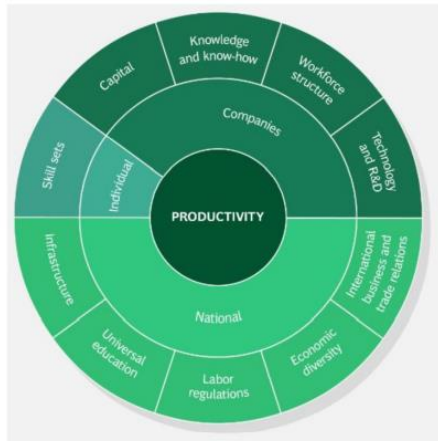 Knowledge
and know-how
Capital
Workforce
structure
Companies
Skill sets
Individual
Technology
and R&D
PRODUCTIVITY
Infrastructure
International
business and
trade relations
National
Universal
education
Economic
diversity
Labor
regulations